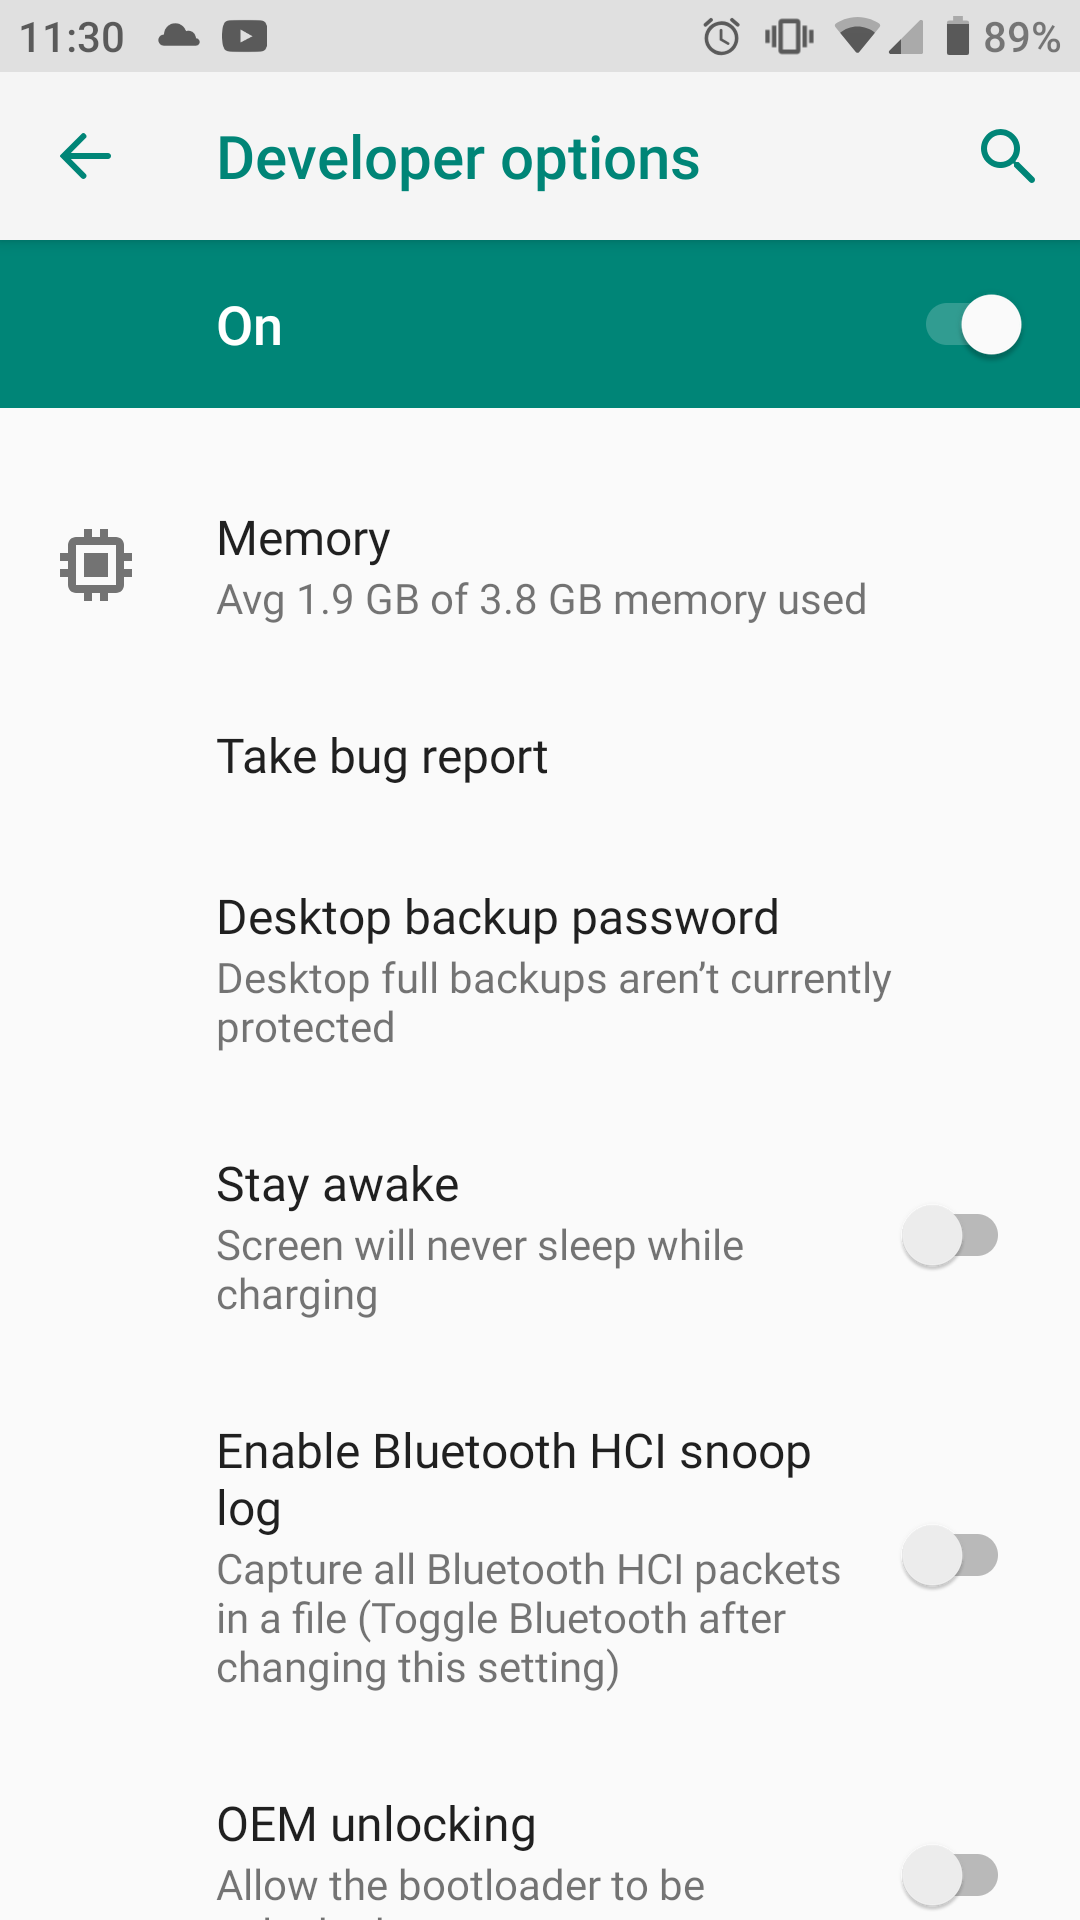 11:30 89%
Developer options
On
Memory
Avg 1.9 GB of 3.8 GB memory used
Take bug report
Desktop backup password
Desktop full backups aren’t currently
protected
Stay awake
Screen will never sleep while
charging
Enable Bluetooth HCI snoop
log
Capture all Bluetooth HCI packets
in a file (Toggle Bluetooth after
changing this setting)
OEM unlocking
Allow the bootloader to be